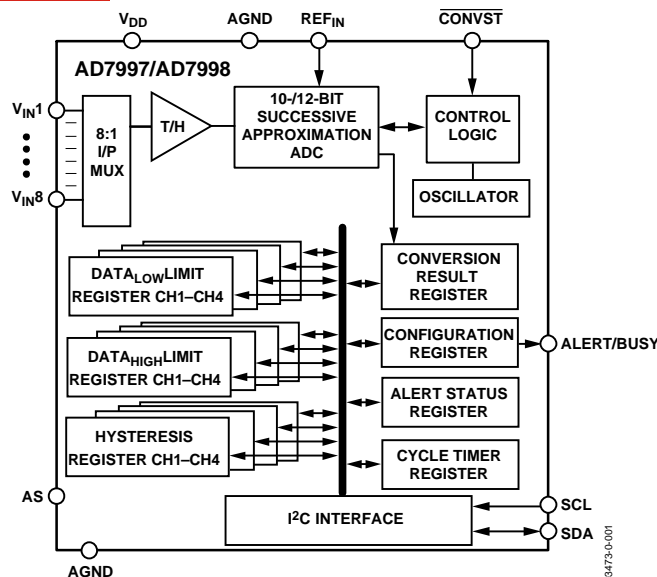 VDD
AGND
REFIN
CONVST
AD7997/AD7998
VIN1
VIN8
8:1
I/P
MUX
T/H
10-/12-BIT
SUCCESSIVE
APPROXIMATION
ADC
CONTROL
LOGIC
OSCILLATOR
DATALOWLIMIT
REGISTER CH1–CH4
DATAHIGHLIMIT
REGISTER CH1–CH4
HYSTERESIS
REGISTER CH1–CH4
CONVERSION
RESULT
REGISTER
CONFIGURATION
REGISTER
ALERT/BUSY
ALERT STATUS
REGISTER
CYCLE TIMER
REGISTER
AS
I2C INTERFACE
SCL
SDA
AGND
3473-0-001